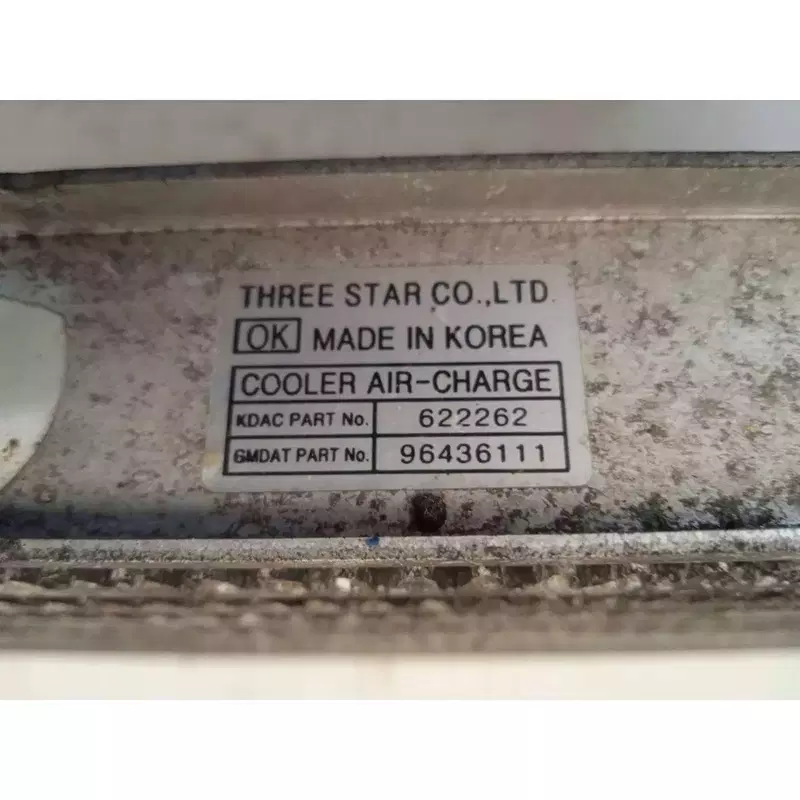 THREE STAR CO.,LTD.
OK MADE IN KOREA
COOLER AIR-CHARGE
KDAC PART No. 622262
GMDAT PART No. 96436111